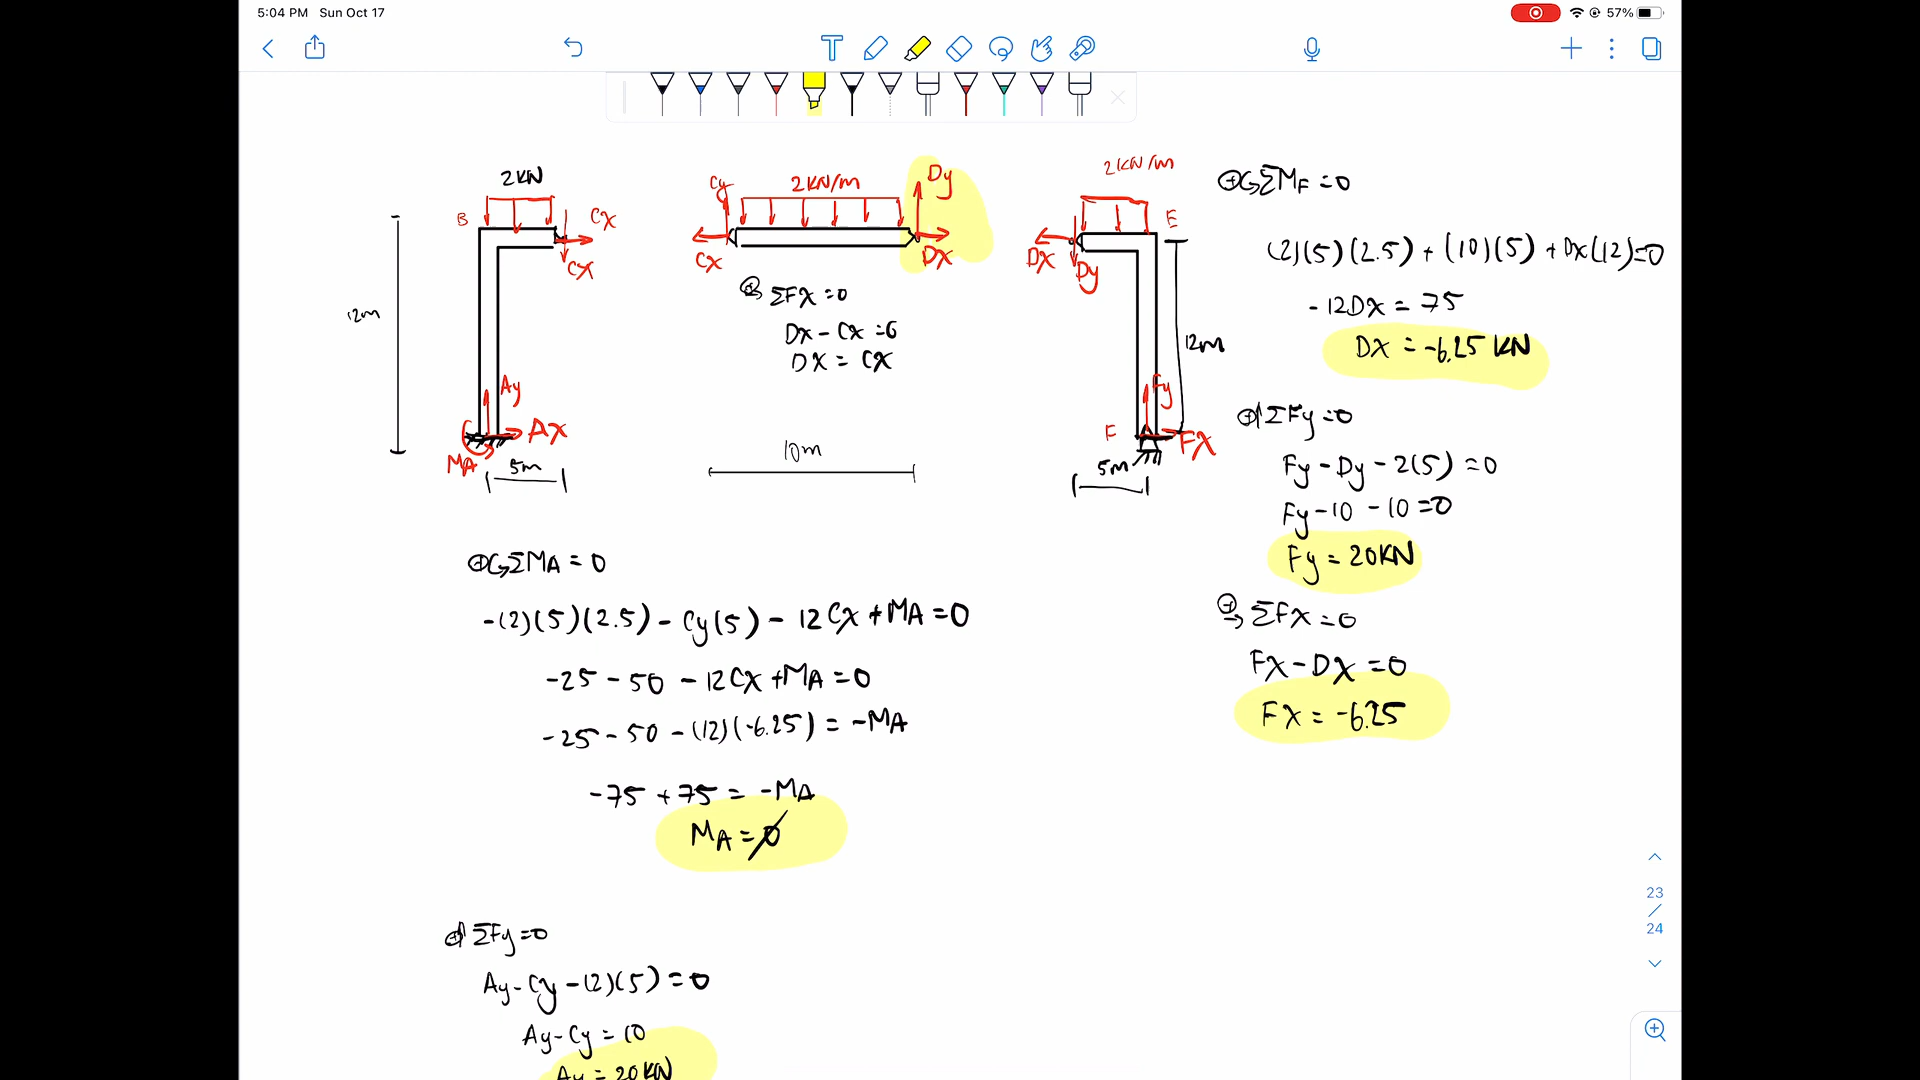 5:04 PM Sun Oct 17
57%
2KN
B
CX
CX
12m
Ay
AX
MA
5m
Cy
2KN/m
Dy
CX
DX
⊕→ ΣFX =0
DX - CX =0
DX = CX
10m
2KN/m
E
DX
Dy
12m
Fy
F
FX
5m
⊕↺ΣMF =0
(2)(5)(2.5) + (10)(5) + DX(12)=0
- 12DX = 75
DX = -6.25 KN
⊕↑ΣFy =0
Fy - Dy - 2(5) =0
Fy -10 - 10 =0
Fy = 20KN
⊕→ ΣFX =0
FX - DX =0
FX = -6.25
⊕↺ΣMA = 0
-(2)(5)(2.5) - Cy(5) - 12CX +MA =0
-25 - 50 - 12CX +MA =0
-25 - 50 - (12)(-6.25) = -MA
-75 +75 = -MA
MA =0
⊕↑ΣFy =0
Ay- Cy - (2)(5) =0
Ay- Cy = 10
Ay = 20KN
23
/
24